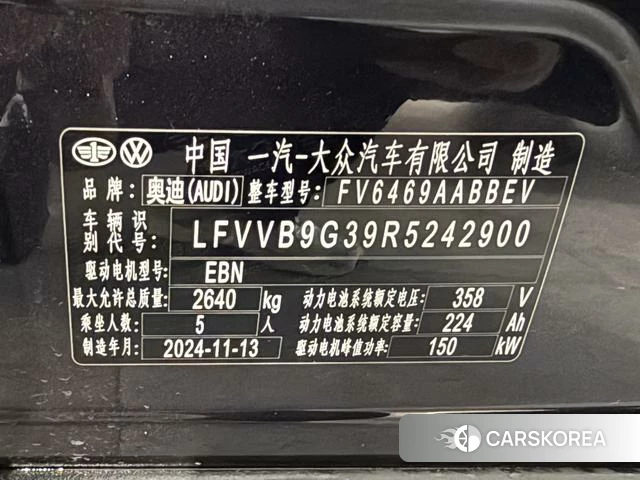 中国 一汽-大众汽车有限公司 制造
品 牌: 奥迪(AUDI) 整车型号: FV6469AABBEV
车 辆 识
别 代 号: LFVVB9G39R5242900
驱动电机型号: EBN
最大允许总质量: 2640 kg 动力电池系统额定电压: 358 V
乘坐人数: 5 人 动力电池系统额定容量: 224 Ah
制造年月: 2024-11-13 驱动电机峰值功率: 150 kW
CARSKOREA